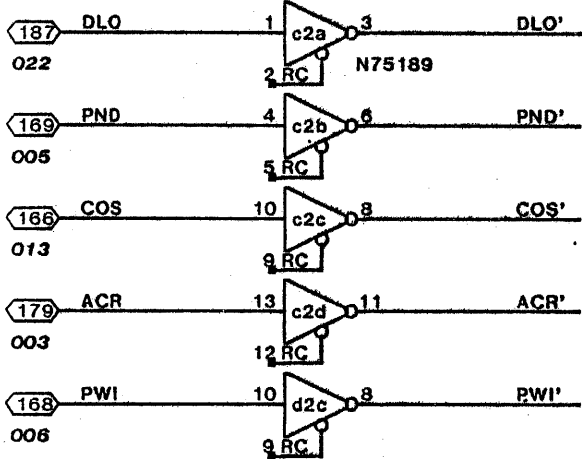 187 DLO 1 c2a 3 DLO'
022 2 RC N75189
169 PND 4 c2b 6 PND'
005 5 RC
166 COS 10 c2c 8 COS'
013 9 RC
179 ACR 13 c2d 11 ACR'
003 12 RC
168 PWI 10 d2c 8 PWI'
006 9 RC